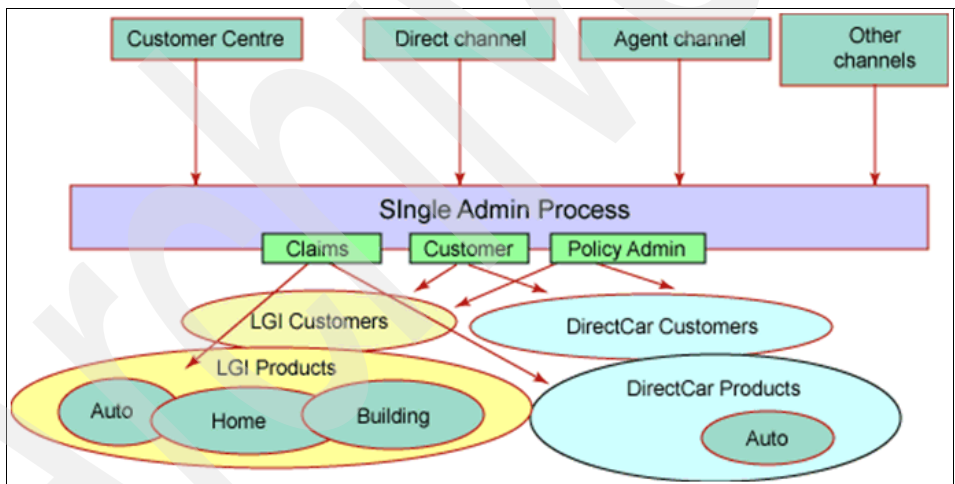 Customer Centre
Direct channel
Agent channel
Other
channels
SIngle Admin Process
Claims
Customer
Policy Admin
LGI Customers
DirectCar Customers
LGI Products
DirectCar Products
Auto
Home
Building
Auto